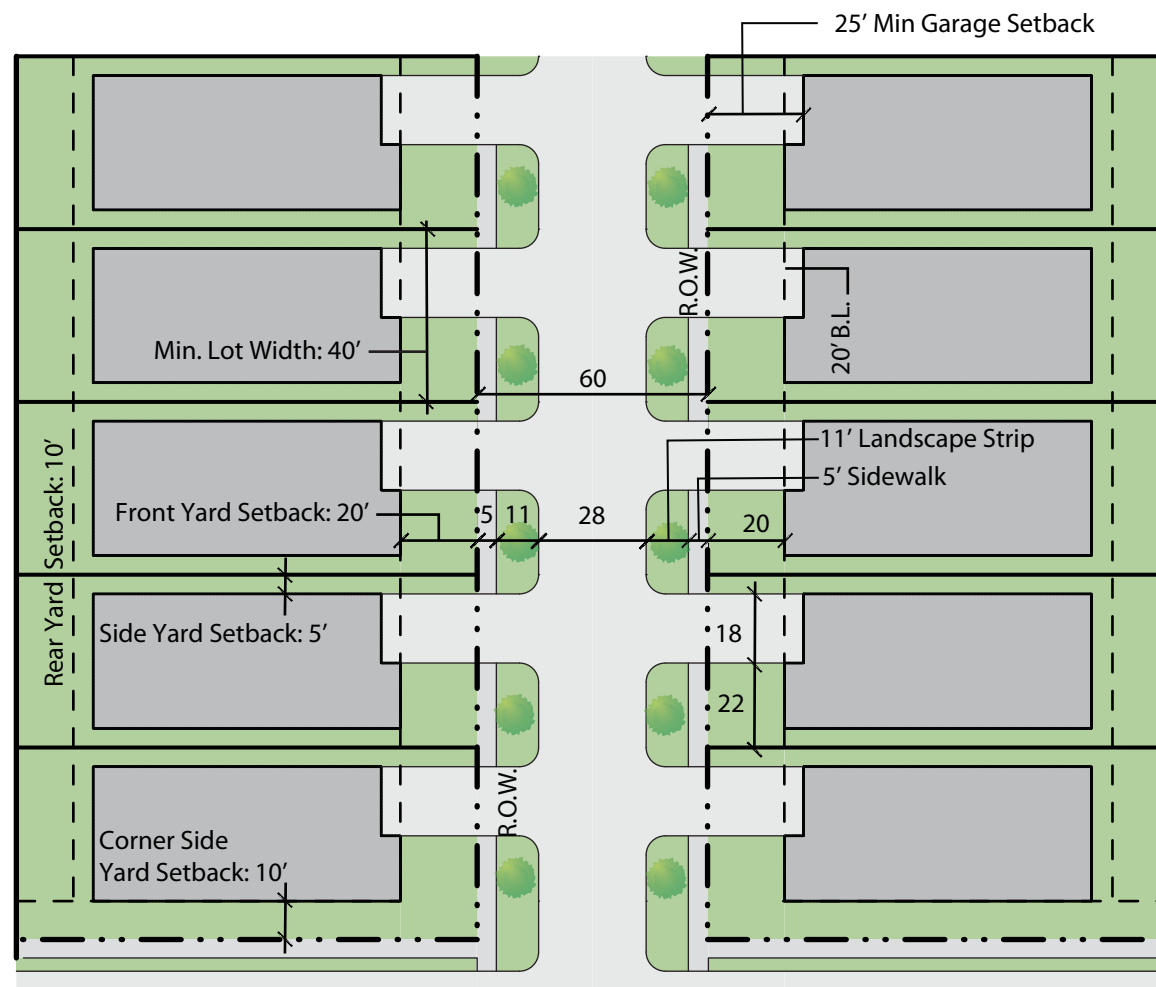 25’ Min Garage Setback
R.O.W.
20’ B.L.
Min. Lot Width: 40’
60
11’ Landscape Strip
5’ Sidewalk
Rear Yard Setback: 10’
Front Yard Setback: 20’
5
11
28
20
Side Yard Setback: 5’
18
22
R.O.W.
Corner Side
Yard Setback: 10’